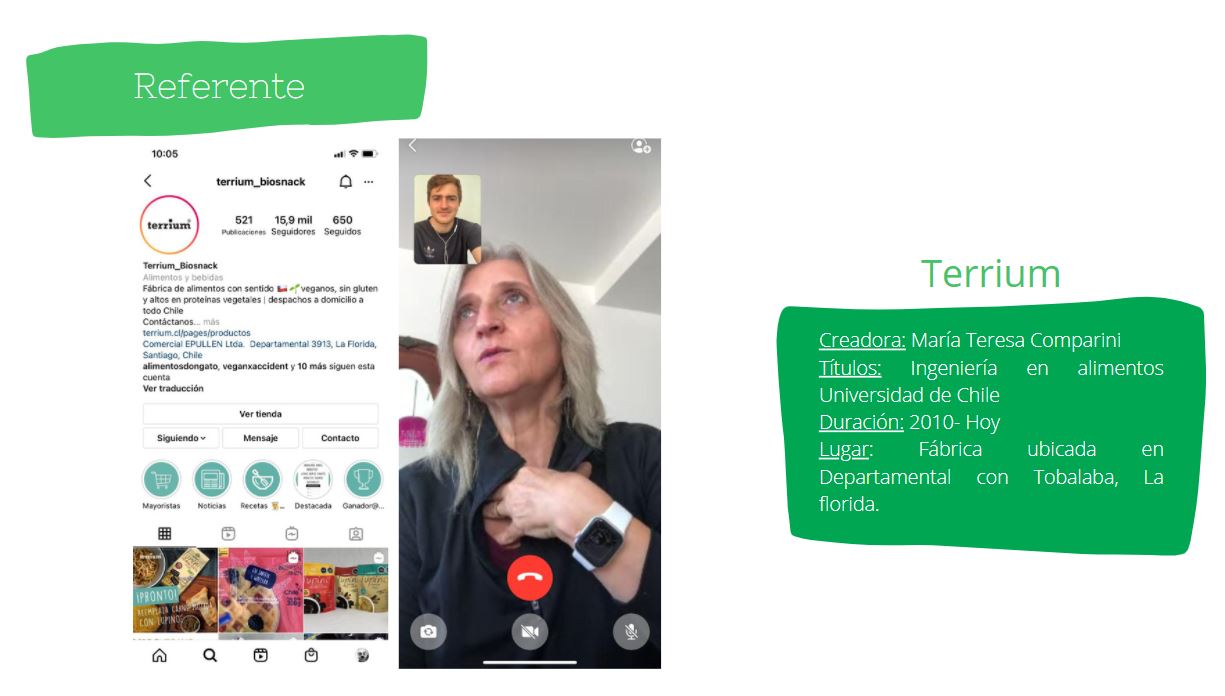 Referente
10:05
terrium_biosnack
terrium
521
15,9 mil
650
Publicaciones
Seguidores
Seguidos
Terrium_Biosnack
Alimentos y bebidas
Fábrica de alimentos con sentido 🇨🇱🌱veganos, sin gluten
y altos en proteínas vegetales | despachos a domicilio a
todo Chile
Contáctanos... más
terrium.cl/pages/productos
Comercial EPULLEN Ltda. Departamental 3913, La Florida,
Santiago, Chile
alimentosdongato, veganxaccident y 10 más siguen esta
cuenta
Ver traducción
Ver tienda
Siguiendo
Mensaje
Contacto
Mayoristas
Noticias
Recetas
Destacada
Ganador@...
¡PRONTO!
REEMPLAZA CARNE
CON LUPINOS
Terrium
Creadora: María Teresa Comparini
Títulos: Ingeniería en alimentos
Universidad de Chile
Duración: 2010- Hoy
Lugar: Fábrica ubicada en
Departamental con Tobalaba, La
florida.